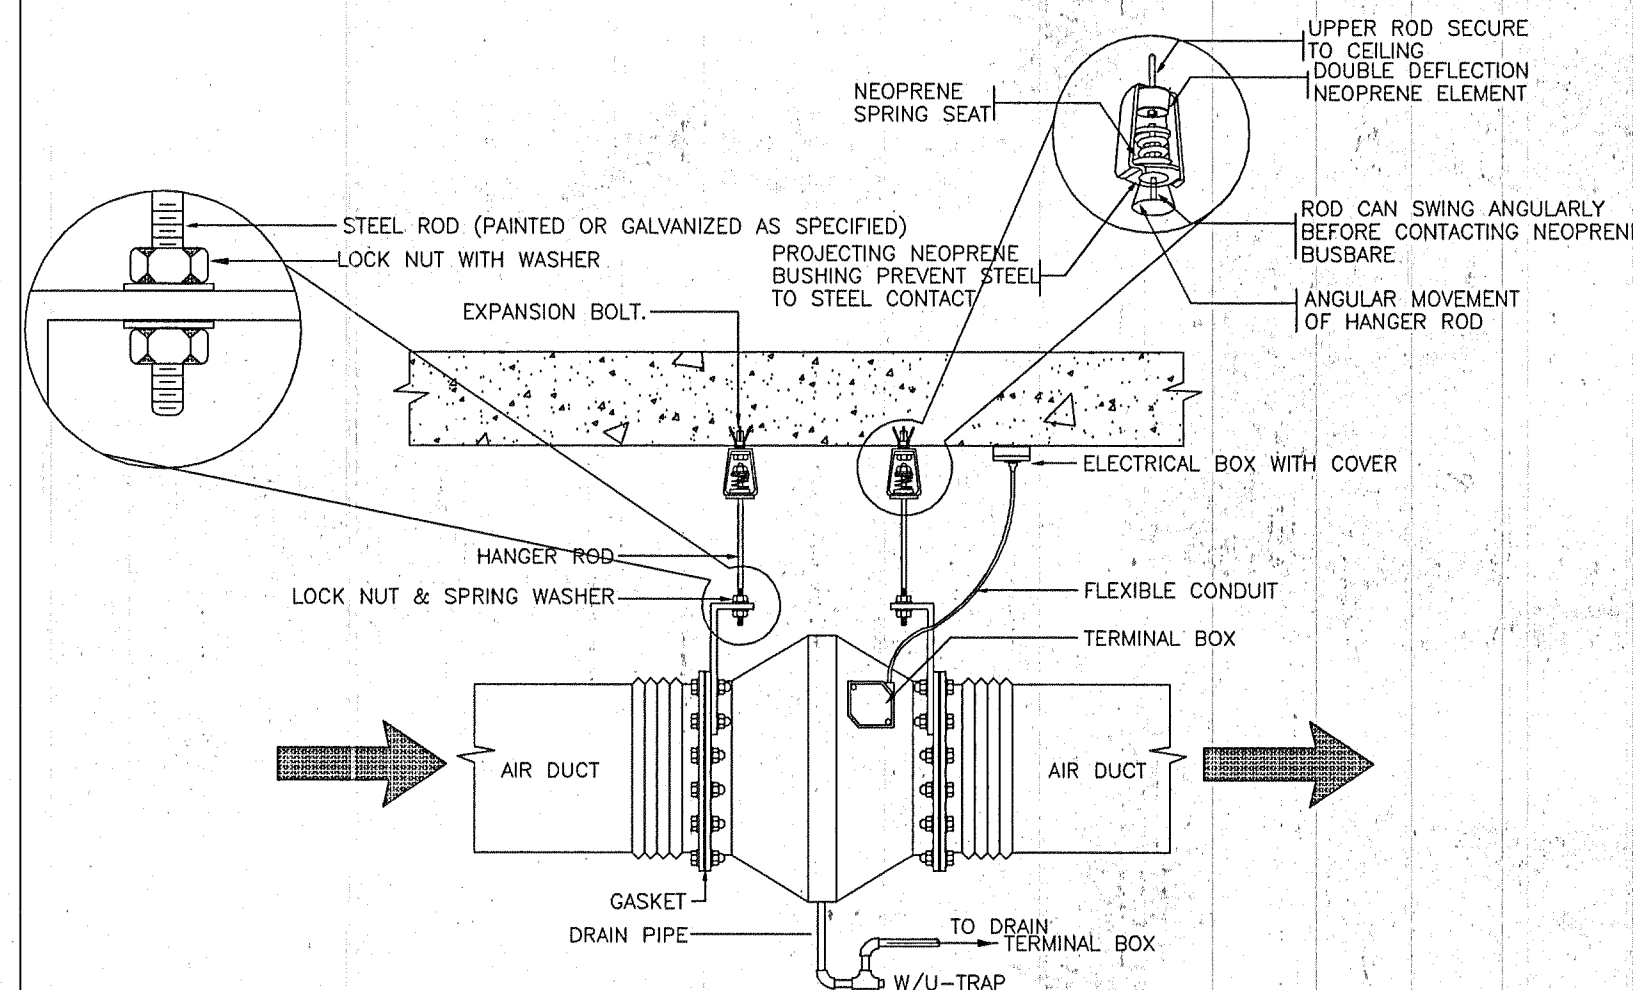 UPPER ROD SECURE
TO CEILING
DOUBLE DEFLECTION
NEOPRENE ELEMENT
NEOPRENE
SPRING SEAT
STEEL ROD (PAINTED OR GALVANIZED AS SPECIFIED)
LOCK NUT WITH WASHER
PROJECTING NEOPRENE
BUSHING PREVENT STEEL
TO STEEL CONTACT
ROD CAN SWING ANGULARLY
BEFORE CONTACTING NEOPRENE
BUSBARE
ANGULAR MOVEMENT
OF HANGER ROD
EXPANSION BOLT.
ELECTRICAL BOX WITH COVER
HANGER ROD
LOCK NUT & SPRING WASHER
FLEXIBLE CONDUIT
TERMINAL BOX
AIR DUCT
AIR DUCT
GASKET
DRAIN PIPE
TO DRAIN
TERMINAL BOX
W/U-TRAP